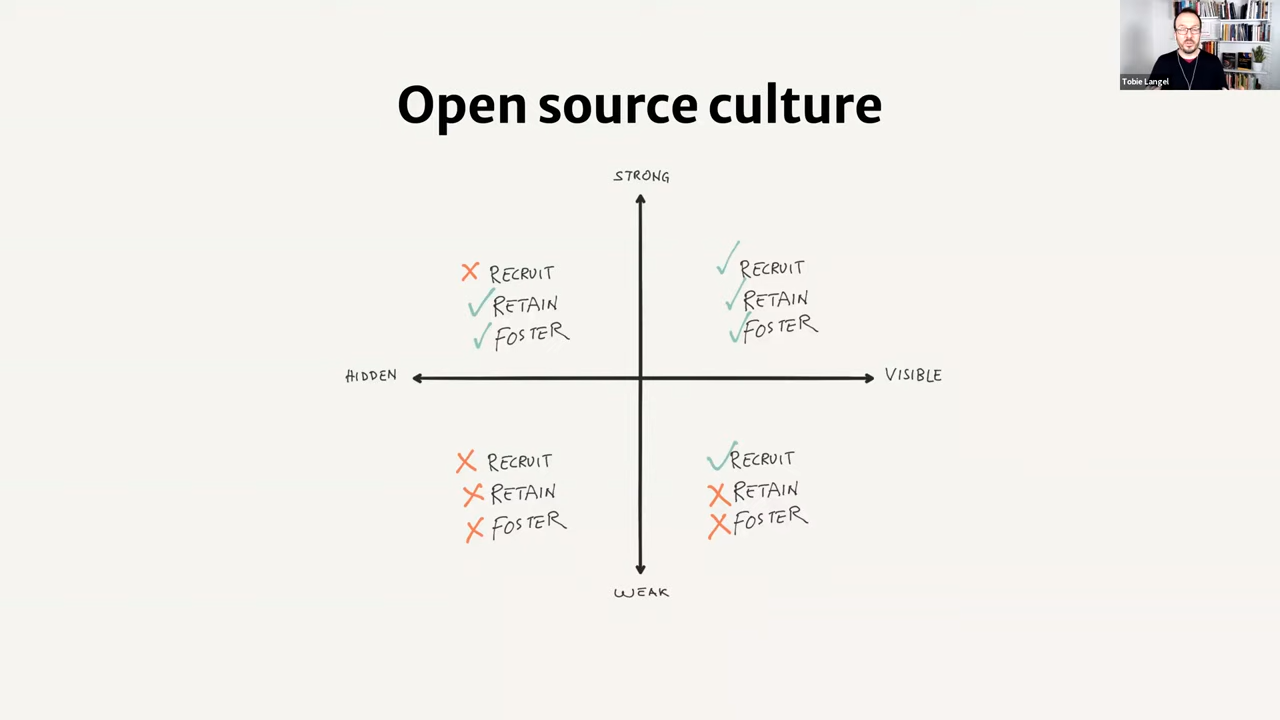 Tobie Langel
Open source culture
STRONG
RECRUIT
RETAIN
FOSTER
RECRUIT
RETAIN
FOSTER
HIDDEN
VISIBLE
RECRUIT
RETAIN
FOSTER
RECRUIT
RETAIN
FOSTER
WEAK